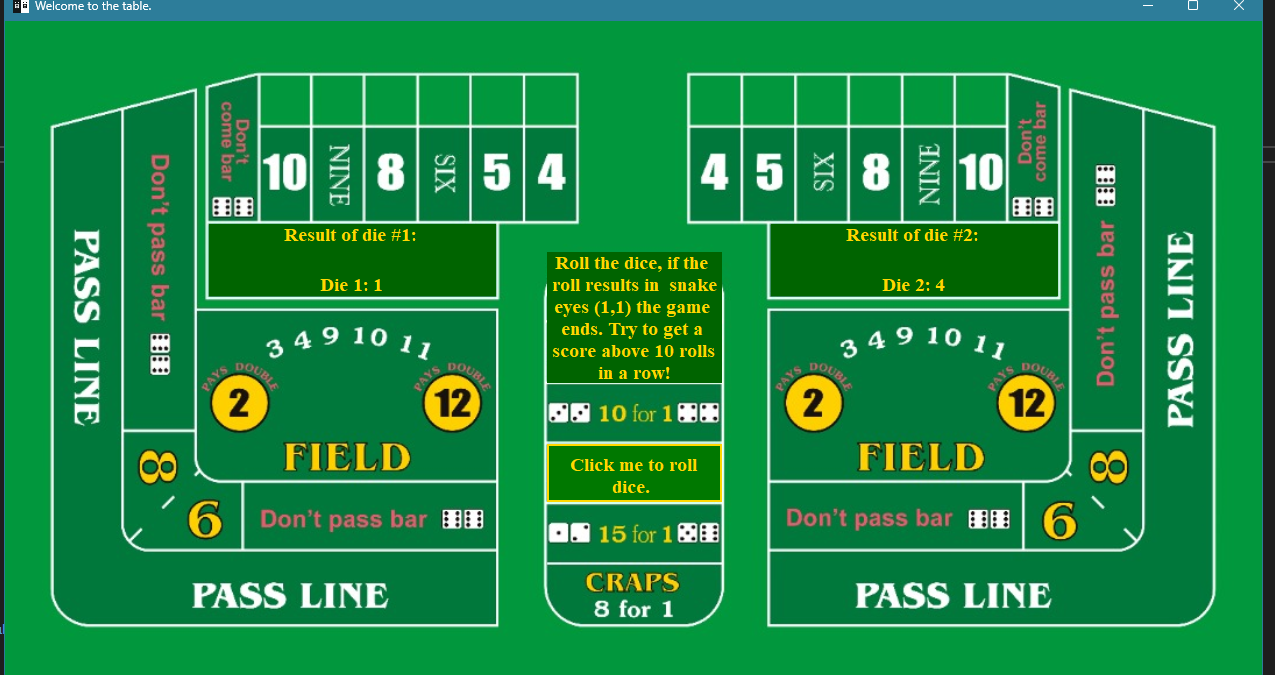 Welcome to the table.
Don't
come bar
10
NINE
8
SIX
5
4
4
5
SIX
8
NINE
10
Don't
come bar
PASS LINE
Don't pass bar
Result of die #1:
Die 1: 1
Result of die #2:
Die 2: 4
Don't pass bar
PASS LINE
Roll the dice, if the
roll results in  snake
eyes (1,1) the game
ends. Try to get a
score above 10 rolls
in a row!
3 4 9 10 11
PAYS DOUBLE
2
PAYS DOUBLE
12
FIELD
3 4 9 10 11
PAYS DOUBLE
2
PAYS DOUBLE
12
FIELD
10 for 1
Click me to roll
dice.
15 for 1
CRAPS
8 for 1
8
6
Don't pass bar
PASS LINE
8
6
Don't pass bar
PASS LINE